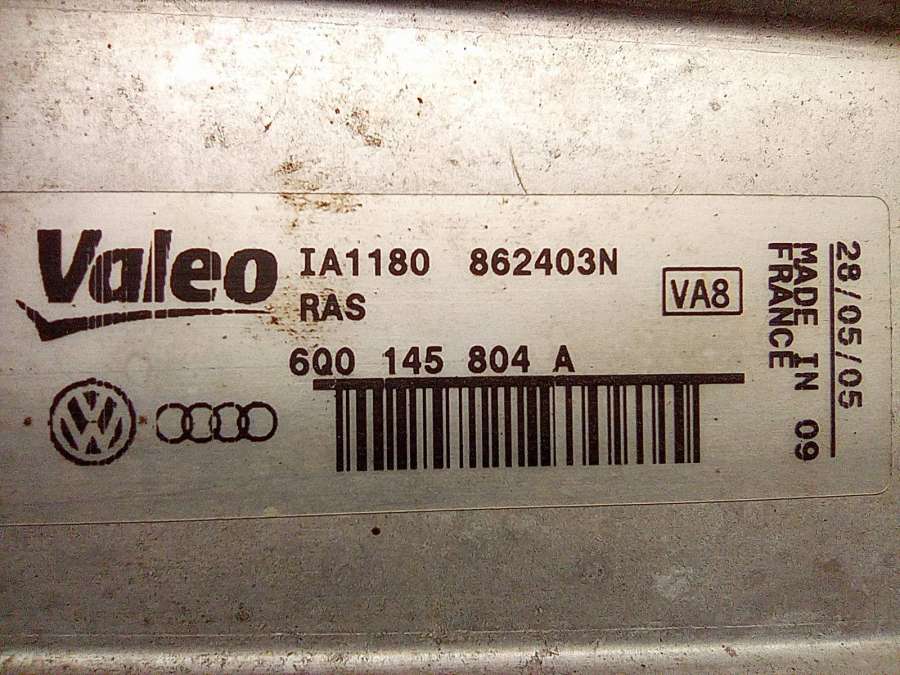 Valeo
IA1180 862403N
RAS
VA8
6Q0 145 804 A
MADE IN 09
FRANCE
28/05/05